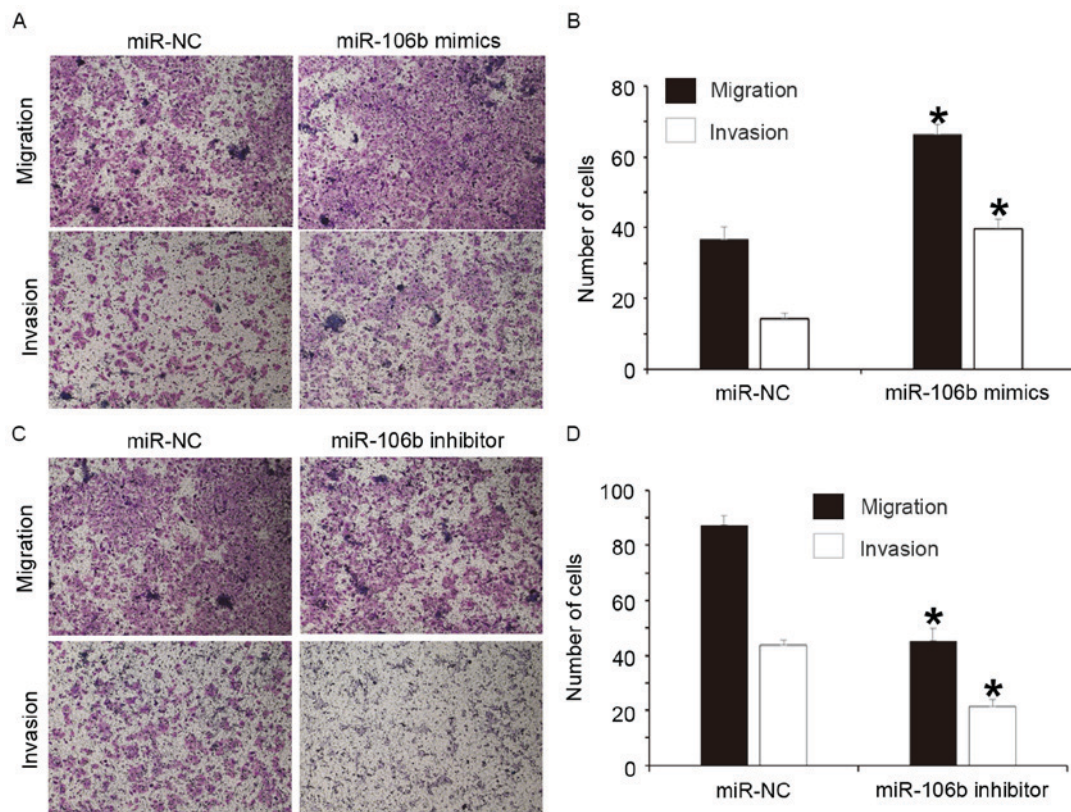 A
miR-NC
miR-106b mimics
Migration
Invasion
B
Migration
Invasion
Number of cells
80
60
40
20
0
*
*
miR-NC
miR-106b mimics
C
miR-NC
miR-106b inhibitor
Migration
Invasion
D
Migration
Invasion
Number of cells
100
80
60
40
20
0
*
*
miR-NC
miR-106b inhibitor